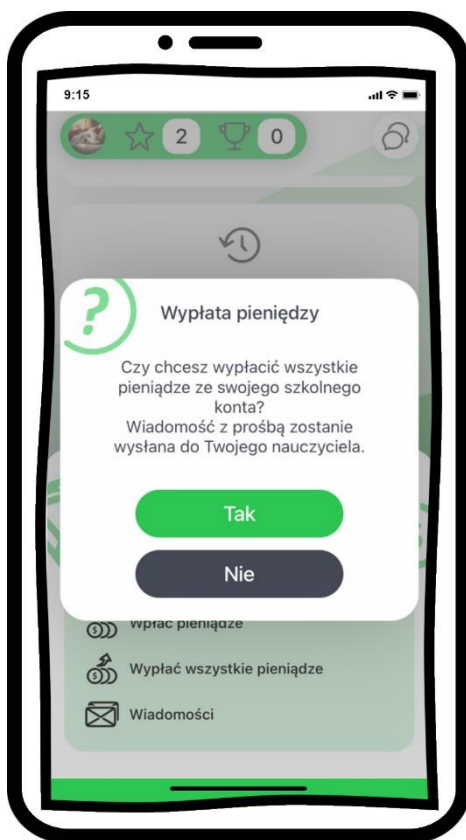 9:15
2
0
?
Wypłata pieniędzy
Czy chcesz wypłacić wszystkie
pieniądze ze swojego szkolnego
konta?
Wiadomość z prośbą zostanie
wysłana do Twojego nauczyciela.
Tak
Nie
Wpłać pieniądze
Wypłać wszystkie pieniądze
Wiadomości